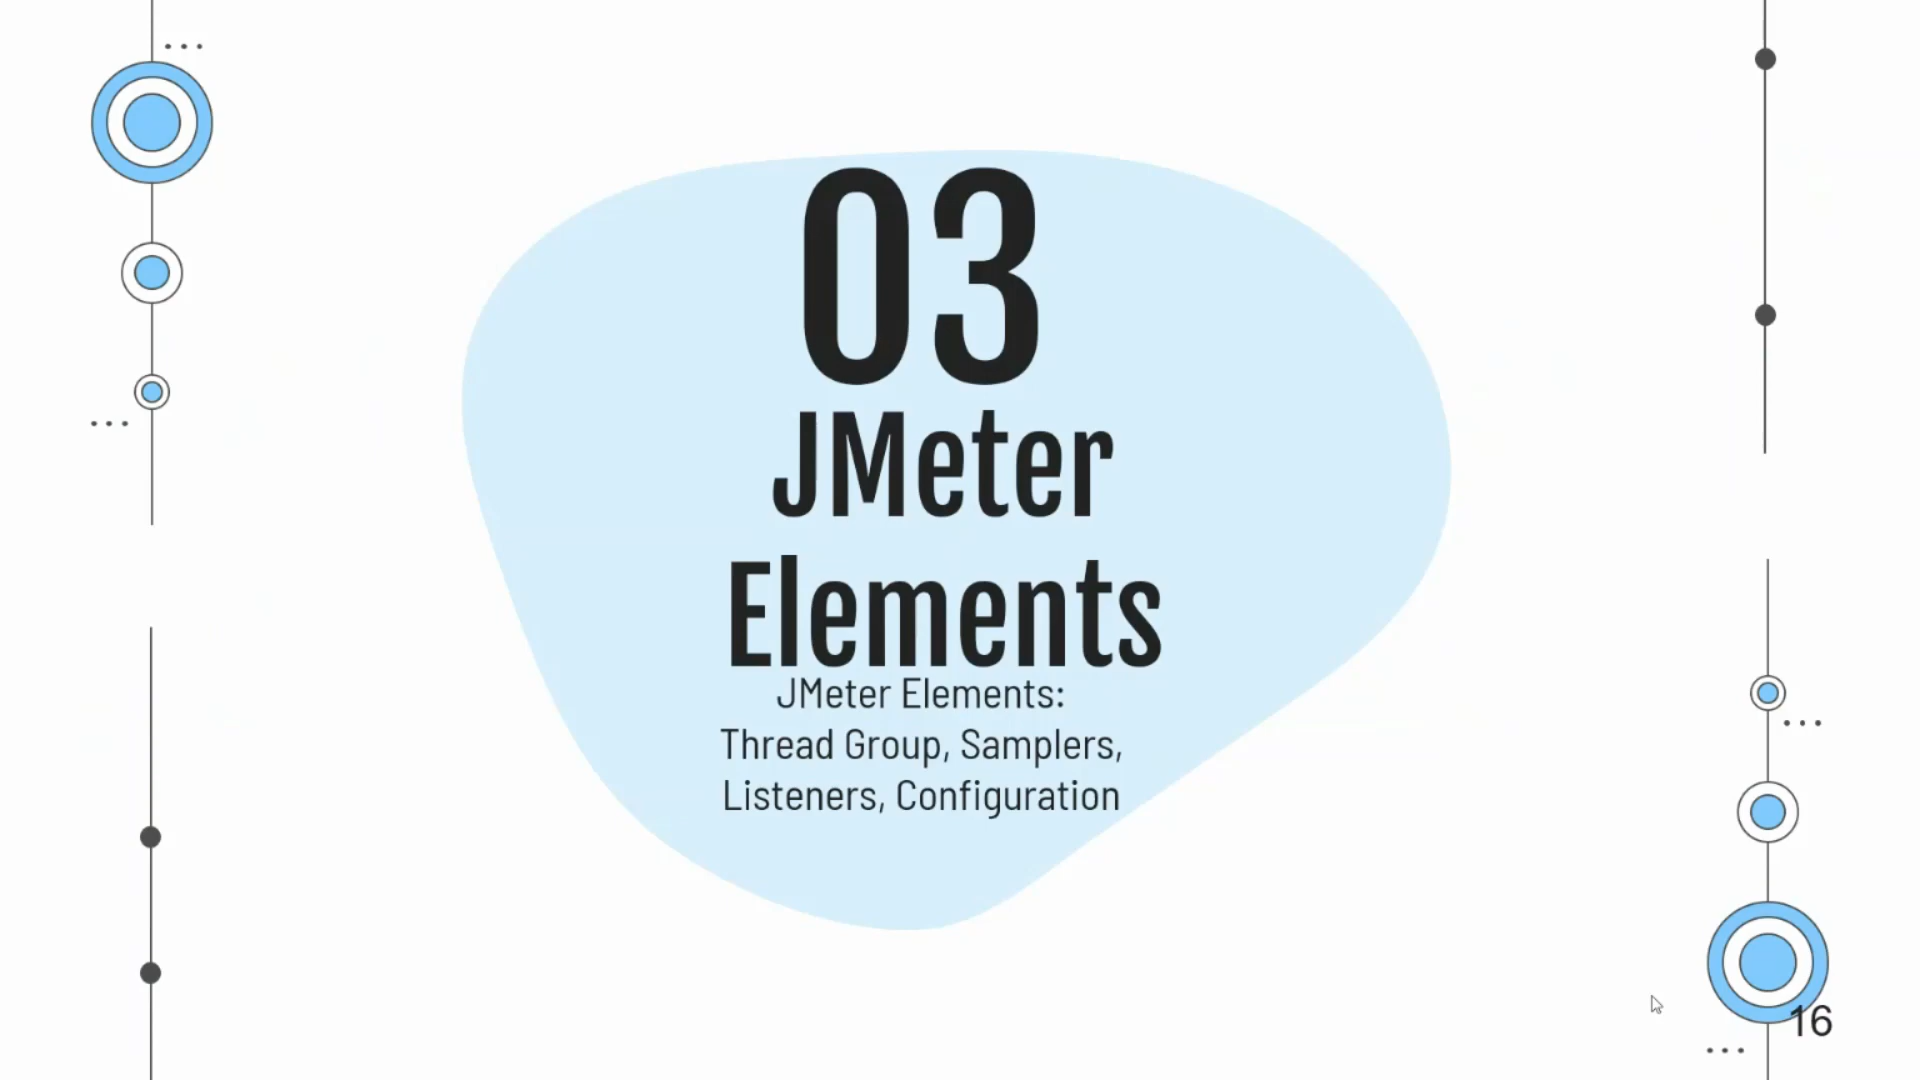 03
JMeter
Elements
JMeter Elements:
Thread Group, Samplers,
Listeners, Configuration
16